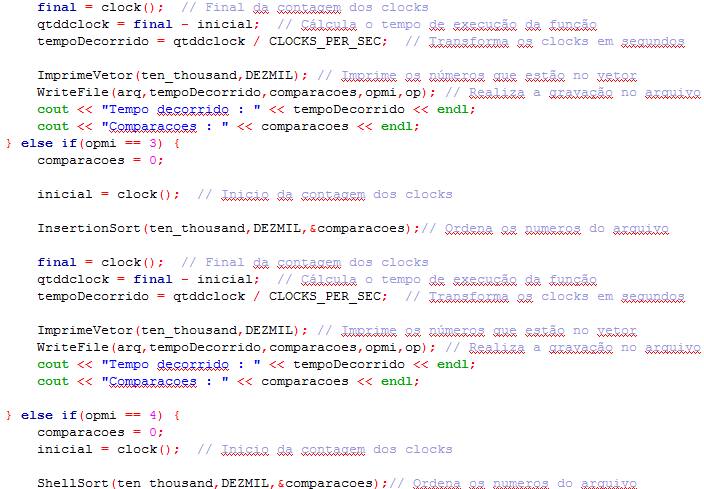 final = clock();  // Final da contagem dos clocks
qtddclock = final - inicial;  // Cálcula o tempo de execução da função
tempoDecorrido = qtddclock / CLOCKS_PER_SEC;  // Transforma os clocks em segundos
ImprimeVetor(ten_thousand,DEZMIL); // Imprime os números que estão no vetor
WriteFile(arq,tempoDecorrido,comparacoes,opmi,op); // Realiza a gravação no arquivo
cout << "Tempo decorrido : " << tempoDecorrido << endl;
cout << "Comparacoes : " << comparacoes << endl;
} else if(opmi == 3) {
comparacoes = 0;
inicial = clock();  // Inicio da contagem dos clocks
InsertionSort(ten_thousand,DEZMIL,&comparacoes);// Ordena os numeros do arquivo
final = clock();  // Final da contagem dos clocks
qtddclock = final - inicial;  // Cálcula o tempo de execução da função
tempoDecorrido = qtddclock / CLOCKS_PER_SEC;  // Transforma os clocks em segundos
ImprimeVetor(ten_thousand,DEZMIL); // Imprime os números que estão no vetor
WriteFile(arq,tempoDecorrido,comparacoes,opmi,op); // Realiza a gravação no arquivo
cout << "Tempo decorrido : " << tempoDecorrido << endl;
cout << "Comparacoes : " << comparacoes << endl;
} else if(opmi == 4) {
comparacoes = 0;
inicial = clock();  // Inicio da contagem dos clocks
ShellSort(ten_thousand,DEZMIL,&comparacoes);// Ordena os numeros do arquivo